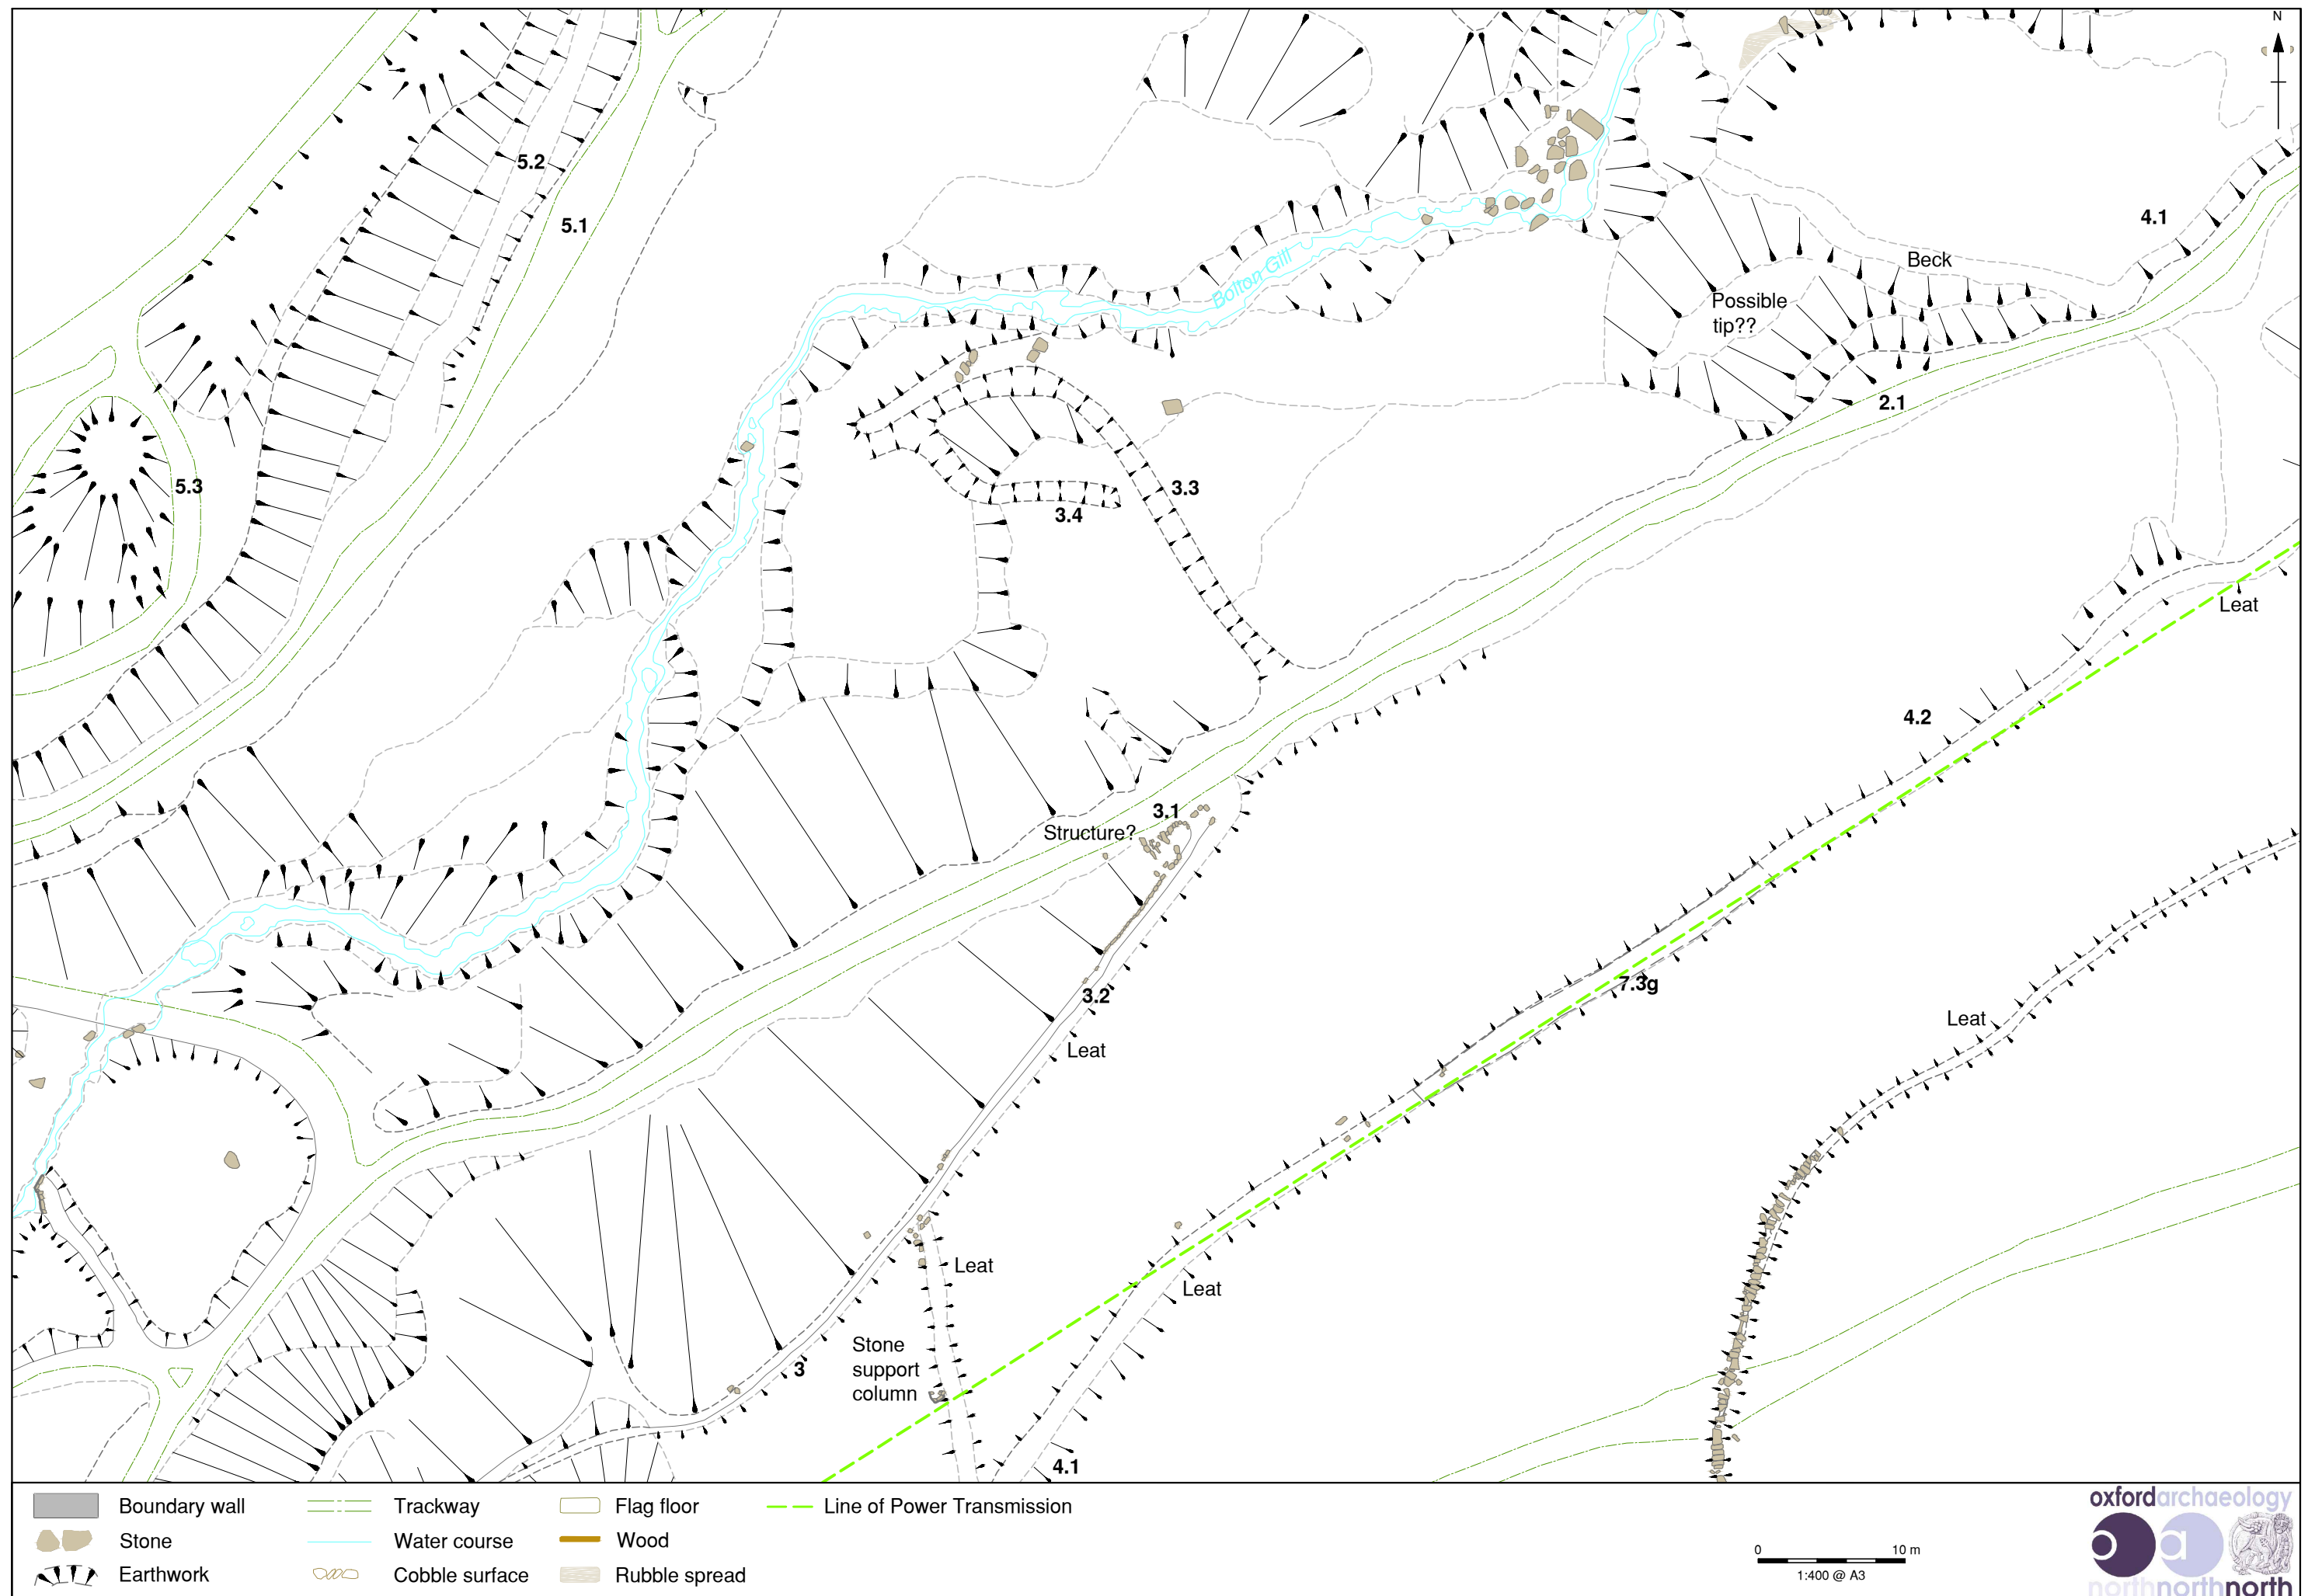 N
5.2
5.1
4.1
Beck
Bolton Gill
Possible
tip??
2.1
5.3
3.3
3.4
Leat
4.2
3.1
Structure?
7.3g
3.2
Leat
Leat
Leat
Leat
Stone
support
column
3
4.1
Boundary wall
Trackway
Flag floor
Line of Power Transmission
Stone
Water course
Wood
Earthwork
Cobble surface
Rubble spread
0 10 m
1:400 @ A3
oxfordarchaeology
oa
northnorthnorth